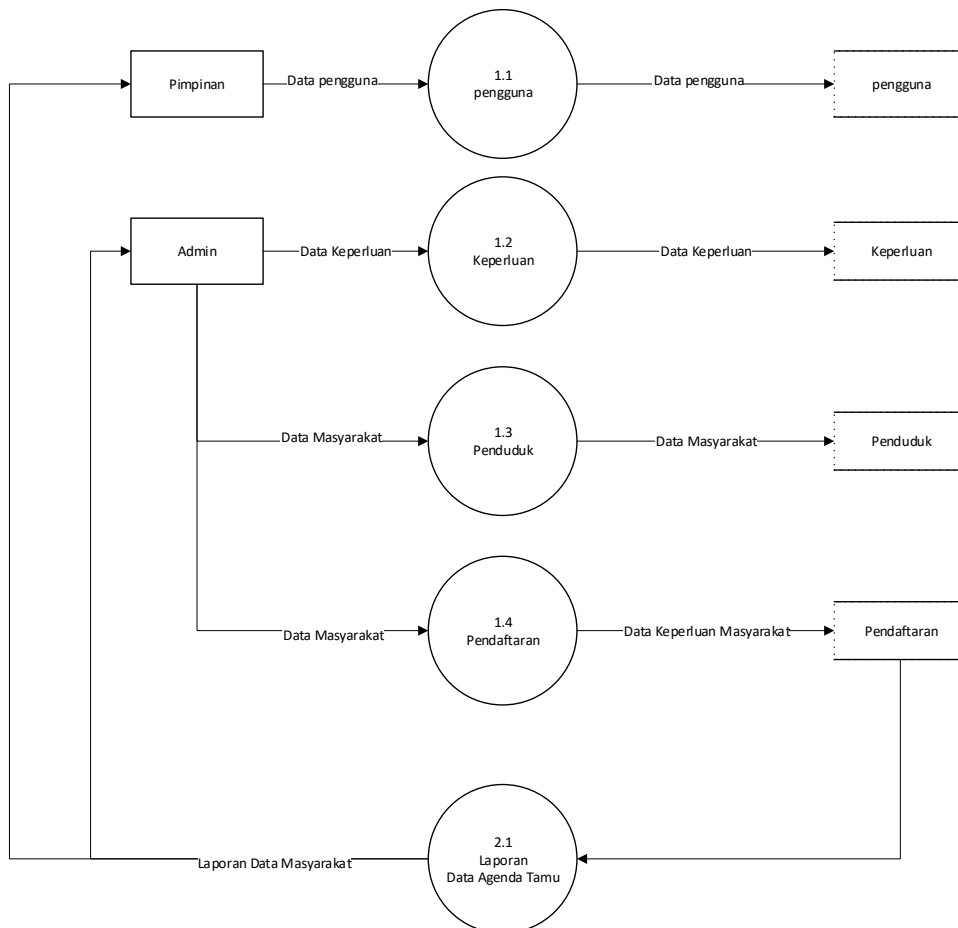 Pimpinan
Data pengguna
1.1
pengguna
Data pengguna
pengguna
Admin
Data Keperluan
1.2
Keperluan
Data Keperluan
Keperluan
Data Masyarakat
1.3
Penduduk
Data Masyarakat
Penduduk
Data Masyarakat
1.4
Pendaftaran
Data Keperluan Masyarakat
Pendaftaran
Laporan Data Masyarakat
2.1
Laporan
Data Agenda Tamu